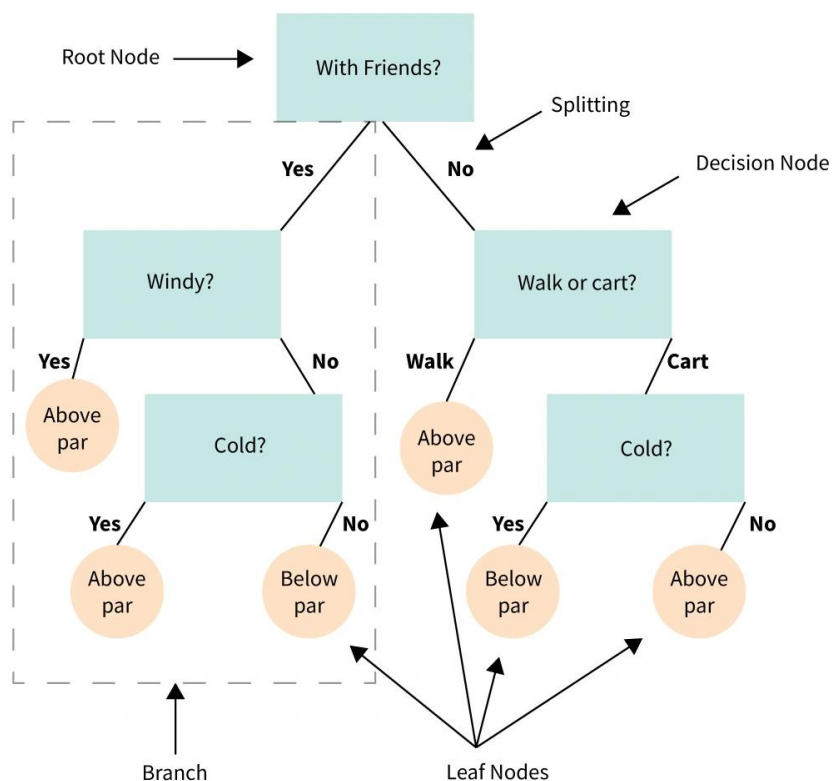 Root Node
With Friends?
Splitting
Yes
No
Decision Node
Windy?
Walk or cart?
Yes
No
Walk
Cart
Above
par
Cold?
Above
par
Cold?
Yes
No
Yes
No
Above
par
Below
par
Below
par
Above
par
Branch
Leaf Nodes